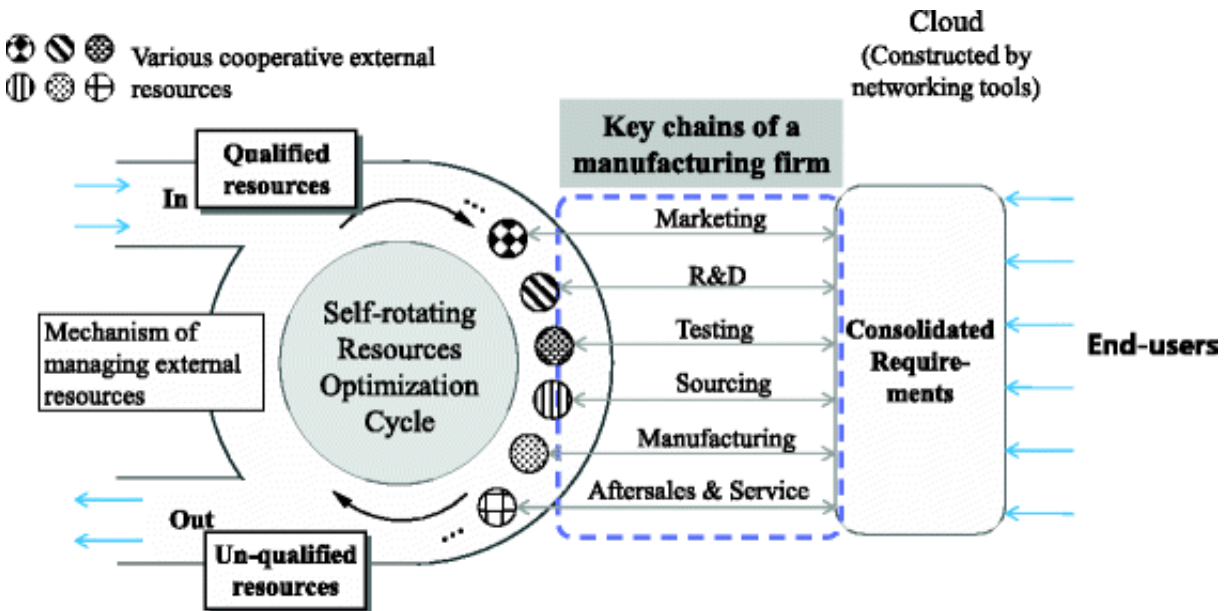 Various cooperative external
resources
Cloud
(Constructed by
networking tools)
Key chains of a
manufacturing firm
Qualified
resources
In
...
Marketing
R&D
Testing
Sourcing
Manufacturing
Aftersales & Service
Self-rotating
Resources
Optimization
Cycle
Mechanism of
managing external
resources
Consolidated
Require-
ments
End-users
Out
...
Un-qualified
resources